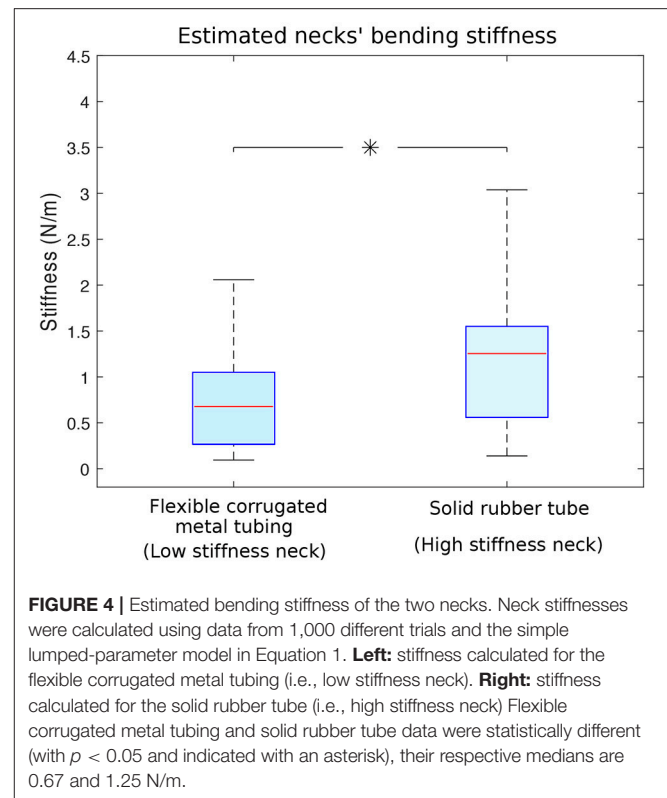 Estimated necks' bending stiffness
4.5
4
3.5
3
2.5
2
1.5
1
0.5
0
Stiffness (N/m)
*
Flexible corrugated
metal tubing
(Low stiffness neck)
Solid rubber tube
(High stiffness neck)
FIGURE 4 | Estimated bending stiffness of the two necks. Neck stiffnesses
were calculated using data from 1,000 different trials and the simple
lumped-parameter model in Equation 1. Left: stiffness calculated for the
flexible corrugated metal tubing (i.e., low stiffness neck). Right: stiffness
calculated for the solid rubber tube (i.e., high stiffness neck) Flexible
corrugated metal tubing and solid rubber tube data were statistically different
(with p < 0.05 and indicated with an asterisk), their respective medians are
0.67 and 1.25 N/m.